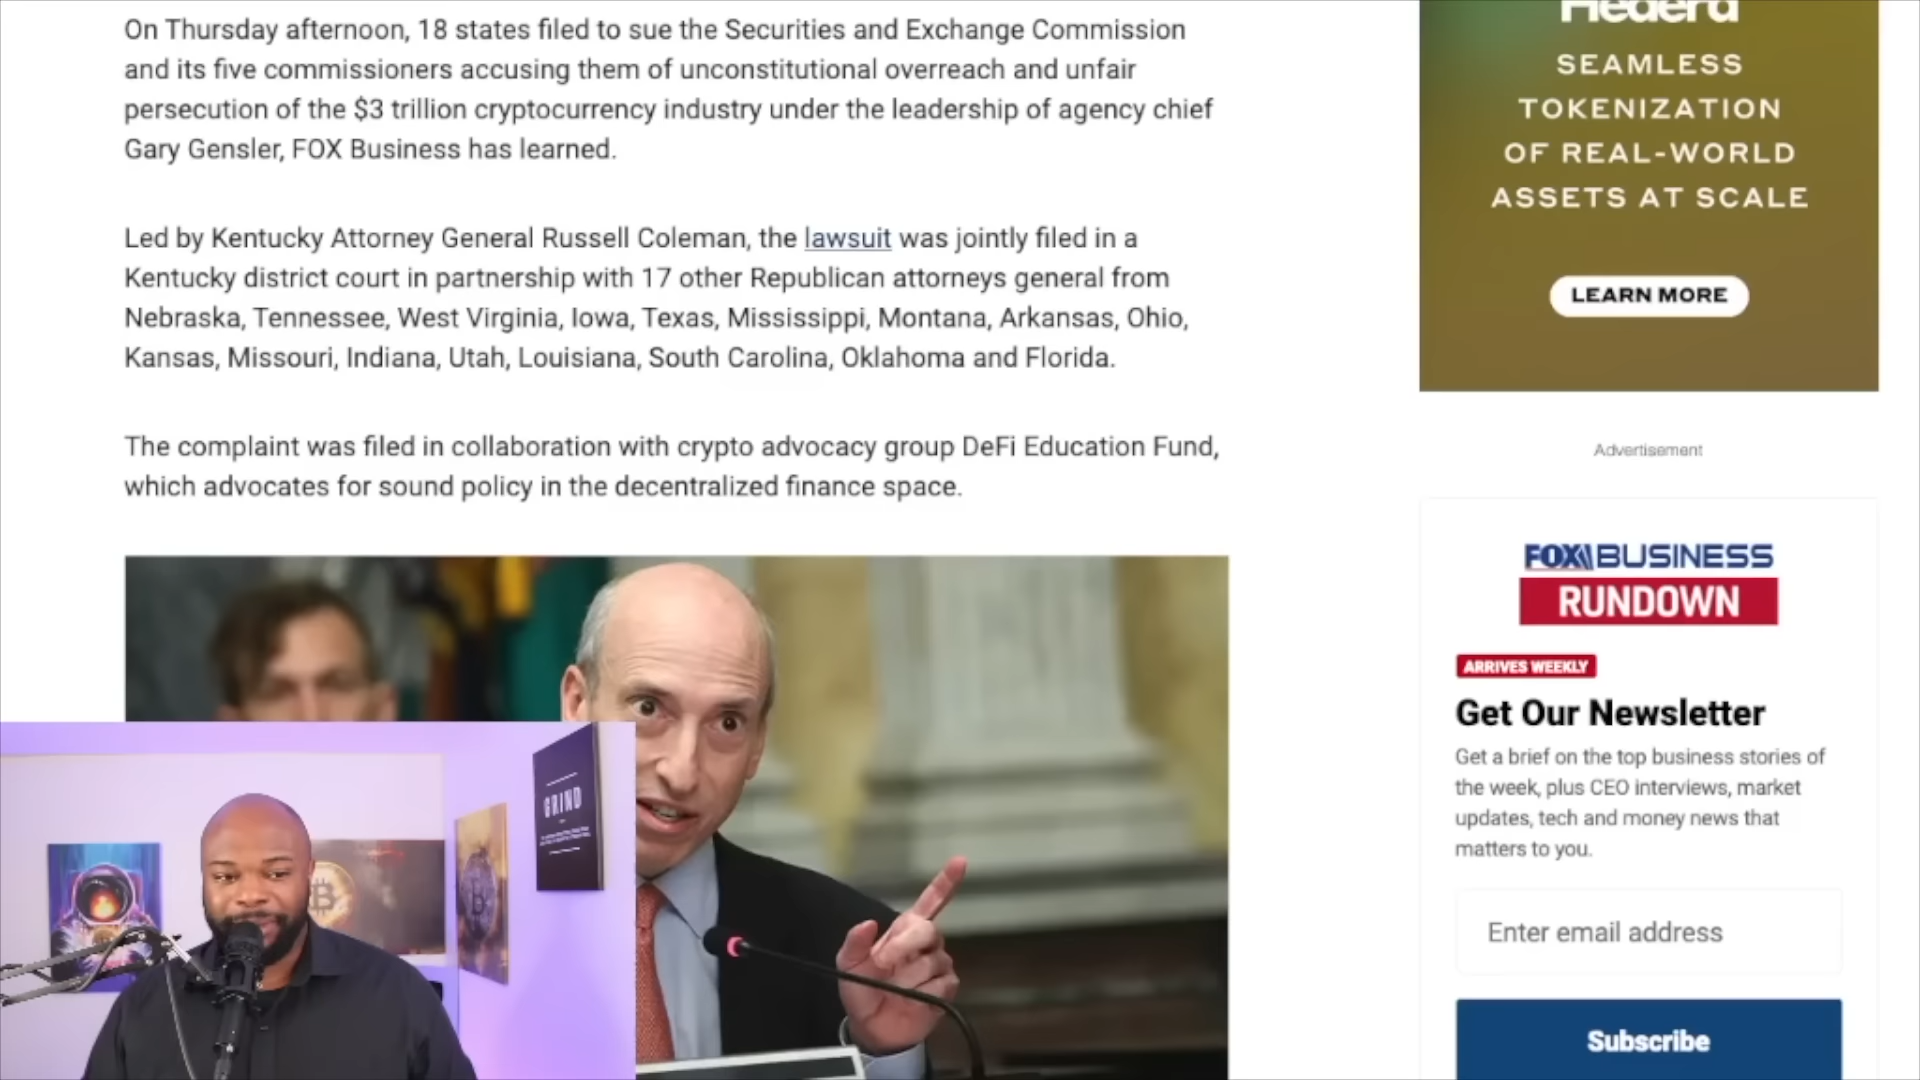 On Thursday afternoon, 18 states filed to sue the Securities and Exchange Commission
and its five commissioners accusing them of unconstitutional overreach and unfair
persecution of the $3 trillion cryptocurrency industry under the leadership of agency chief
Gary Gensler, FOX Business has learned.
Led by Kentucky Attorney General Russell Coleman, the lawsuit was jointly filed in a
Kentucky district court in partnership with 17 other Republican attorneys general from
Nebraska, Tennessee, West Virginia, Iowa, Texas, Mississippi, Montana, Arkansas, Ohio,
Kansas, Missouri, Indiana, Utah, Louisiana, South Carolina, Oklahoma and Florida.
The complaint was filed in collaboration with crypto advocacy group DeFi Education Fund,
which advocates for sound policy in the decentralized finance space.
GRIND
Hedera
SEAMLESS
TOKENIZATION
OF REAL-WORLD
ASSETS AT SCALE
LEARN MORE
Advertisement
FOX BUSINESS
RUNDOWN
ARRIVES WEEKLY
Get Our Newsletter
Get a brief on the top business stories of
the week, plus CEO interviews, market
updates, tech and money news that
matters to you.
Enter email address
Subscribe